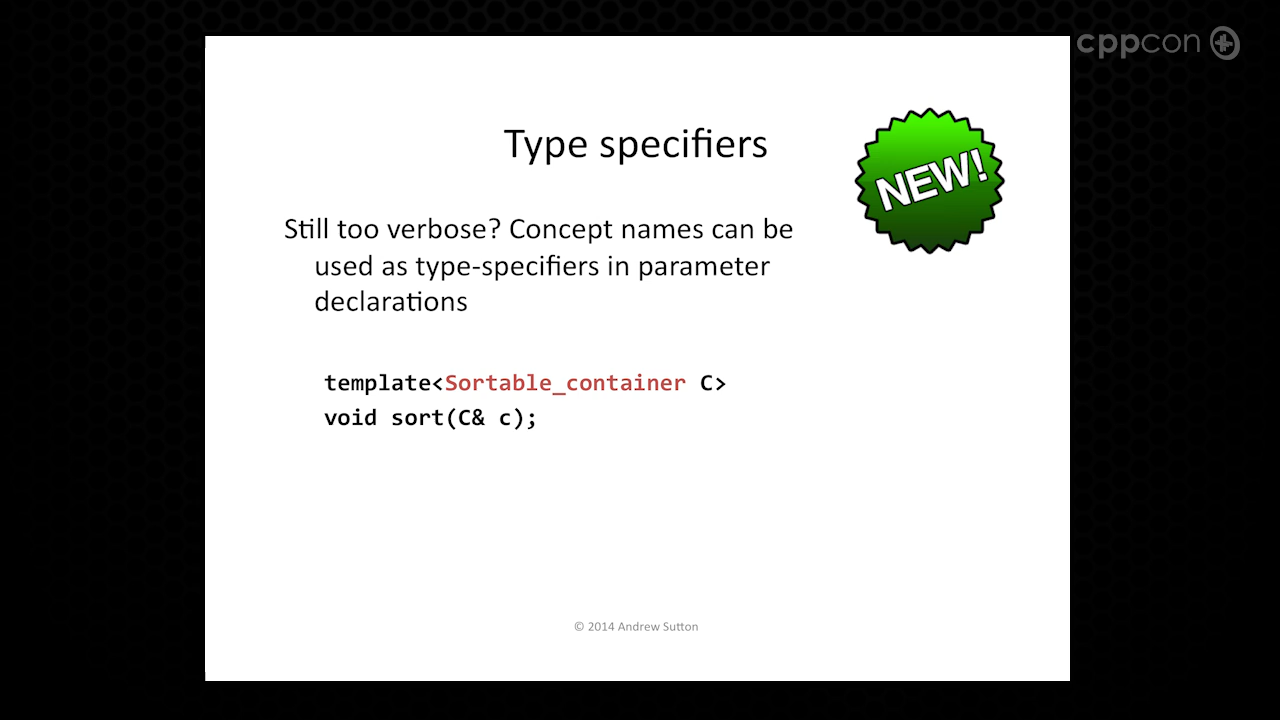 cppcon
Type specifiers
NEW!
Still too verbose? Concept names can be
used as type-specifiers in parameter
declarations
template<Sortable_container C>
void sort(C& c);
© 2014 Andrew Sutton